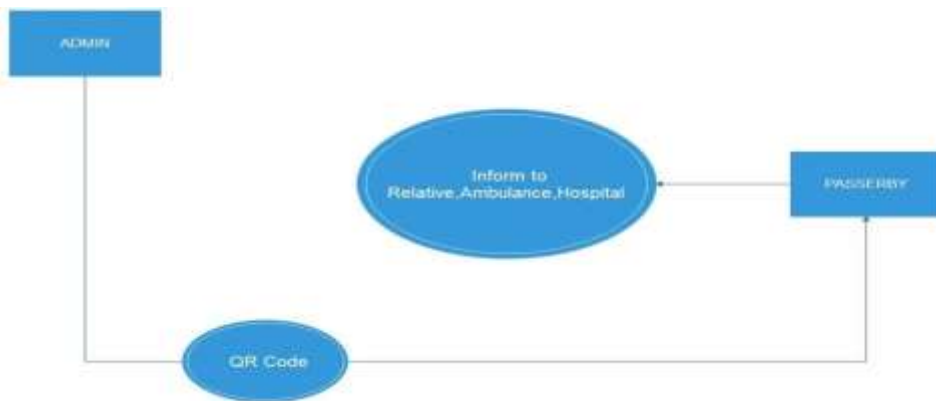 ADMIN
Inform to
Relative,Ambulance,Hospital
PASSERBY
QR Code